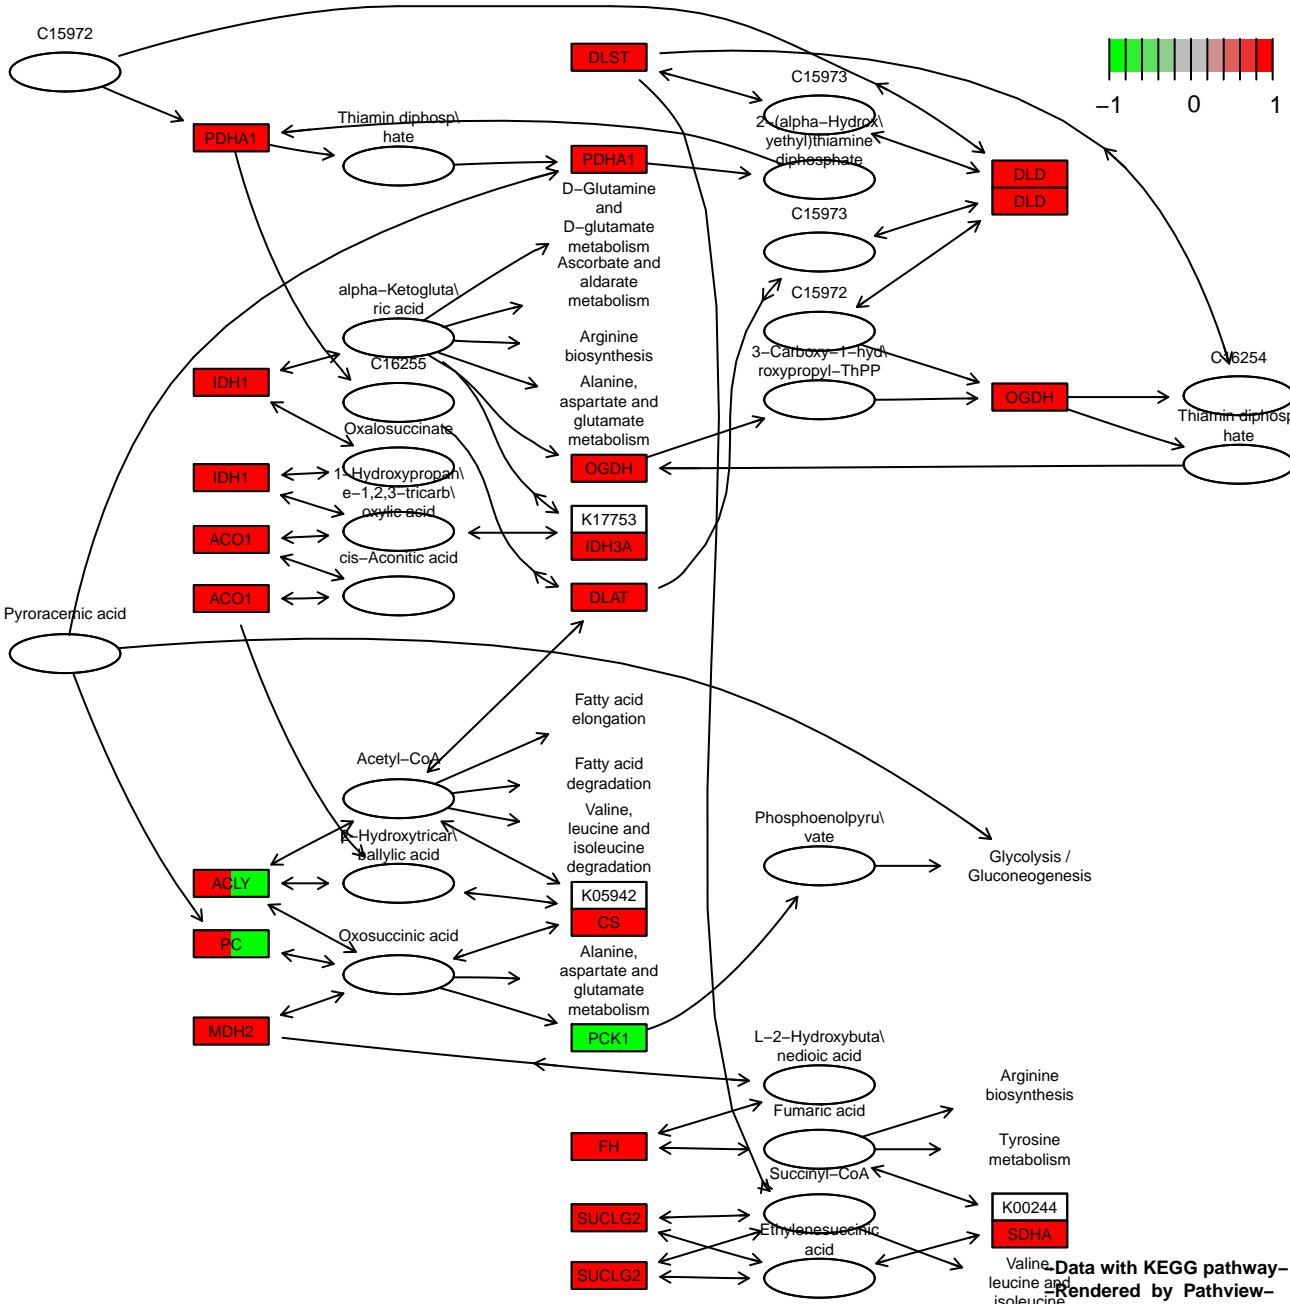 C15972
DLST
C15973
−1
0
1
PDHA1
Thiamin diphosp\
hate
2−(alpha−Hydrox\
yethyl)thiamine
diphosphate
PDHA1
DLD
DLD
D−Glutamine
and
D−glutamate
metabolism
C15973
Ascorbate and
aldarate
metabolism
alpha−Ketogluta\
ric acid
C15972
Arginine
biosynthesis
3−Carboxy−1−hyd\
roxypropyl−ThPP
C16255
C16254
IDH1
Alanine,
aspartate and
glutamate
metabolism
OGDH
Thiamin diphosp
hate
Oxalosuccinate
OGDH
IDH1
1−Hydroxypropan\
e−1,2,3−tricarb\
oxylic acid
K17753
IDH3A
ACO1
cis−Aconitic acid
ACO1
DLAT
Pyroracemic acid
Fatty acid
elongation
Acetyl−CoA
Fatty acid
degradation
Valine,
leucine and
isoleucine
degradation
Phosphoenolpyru\
vate
2−Hydroxytricar\
ballylic acid
Glycolysis /
Gluconeogenesis
ACLY
K05942
CS
PC
Oxosuccinic acid
Alanine,
aspartate and
glutamate
metabolism
MDH2
PCK1
L−2−Hydroxybuta\
nedioic acid
Arginine
biosynthesis
Fumaric acid
FH
Tyrosine
metabolism
Succinyl−CoA
K00244
SDHA
SUCLG2
Ethylenesuccinic
acid
SUCLG2
Valine,
leucine and
isoleucine
−Data with KEGG pathway−
−Rendered by Pathview−